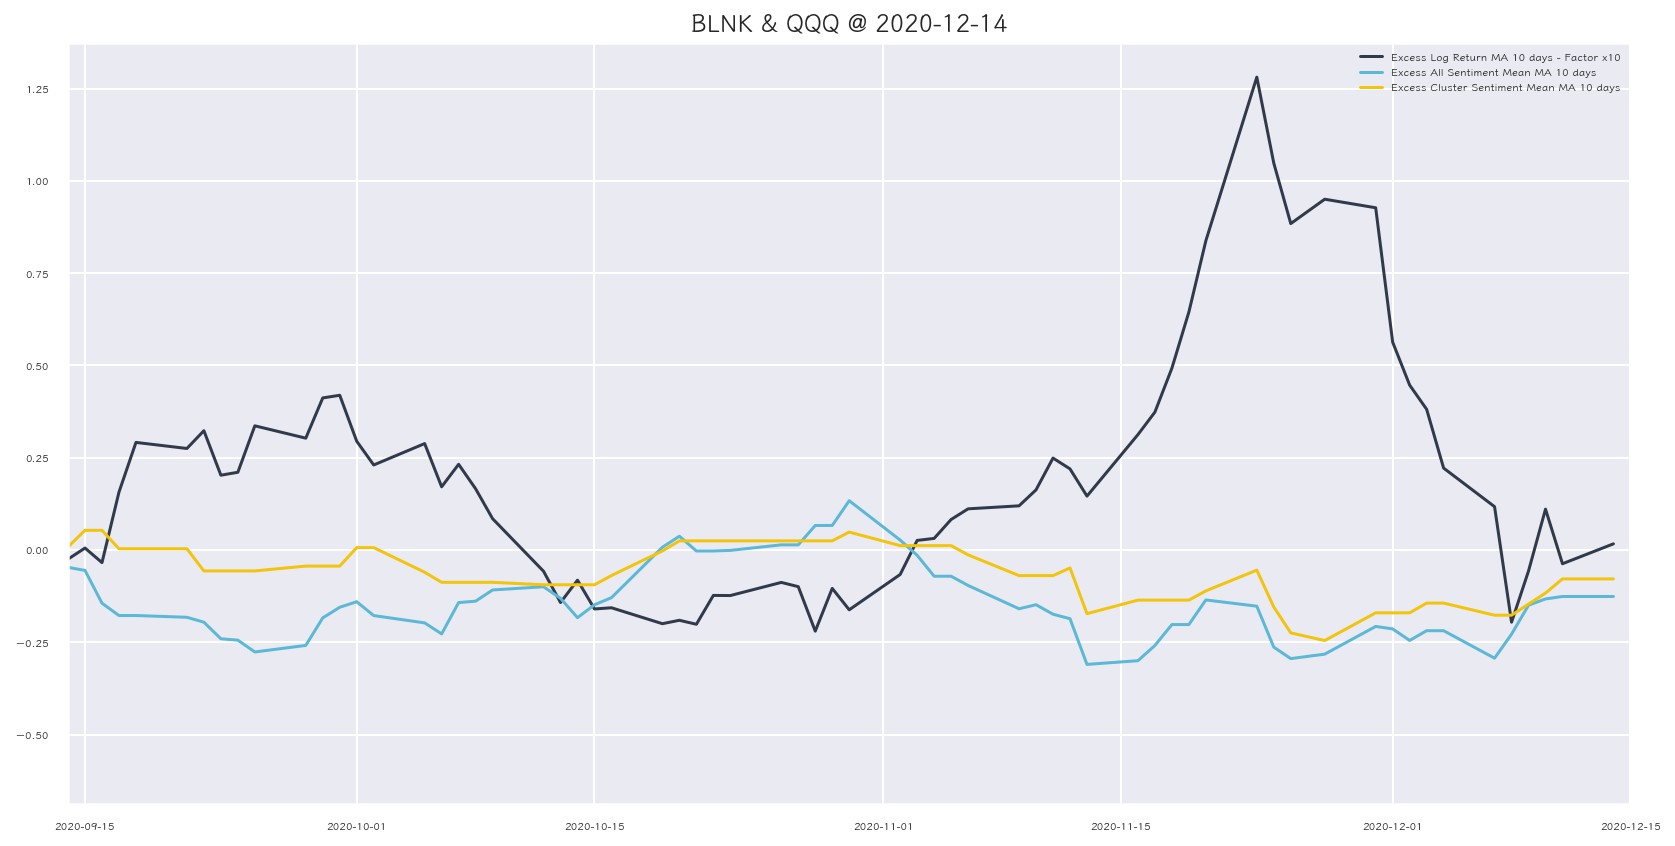 BLNK & QQQ @ 2020-12-14
Excess Log Return MA 10 days - Factor x10
Excess All Sentiment Mean MA 10 days
Excess Cluster Sentiment Mean MA 10 days
1.25
1.00
0.75
0.50
0.25
0.00
−0.25
−0.50
2020-09-15 2020-10-01 2020-10-15 2020-11-01 2020-11-15 2020-12-01 2020-12-15